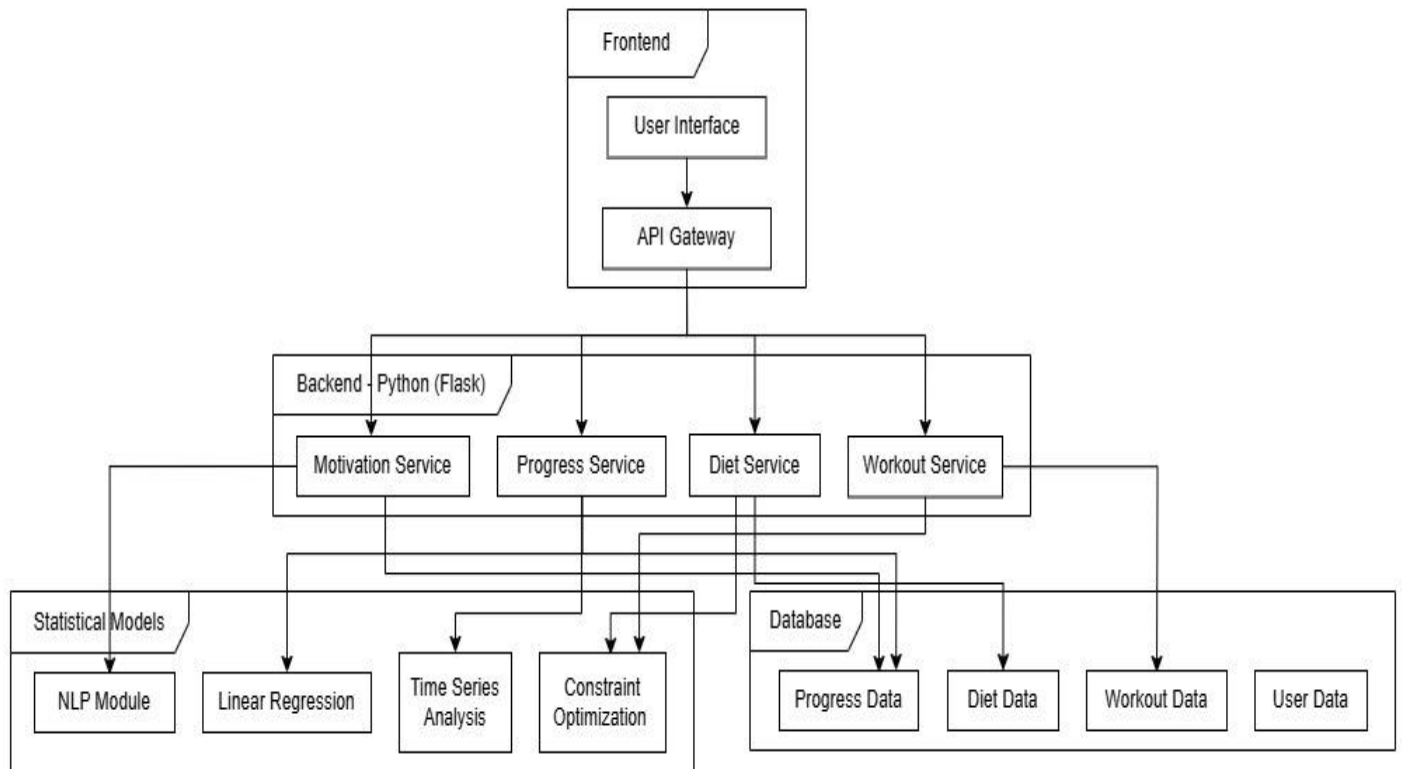 Frontend
User Interface
API Gateway
Backend - Python (Flask)
Motivation Service
Progress Service
Diet Service
Workout Service
Statistical Models
NLP Module
Linear Regression
Time Series
Analysis
Constraint
Optimization
Database
Progress Data
Diet Data
Workout Data
User Data